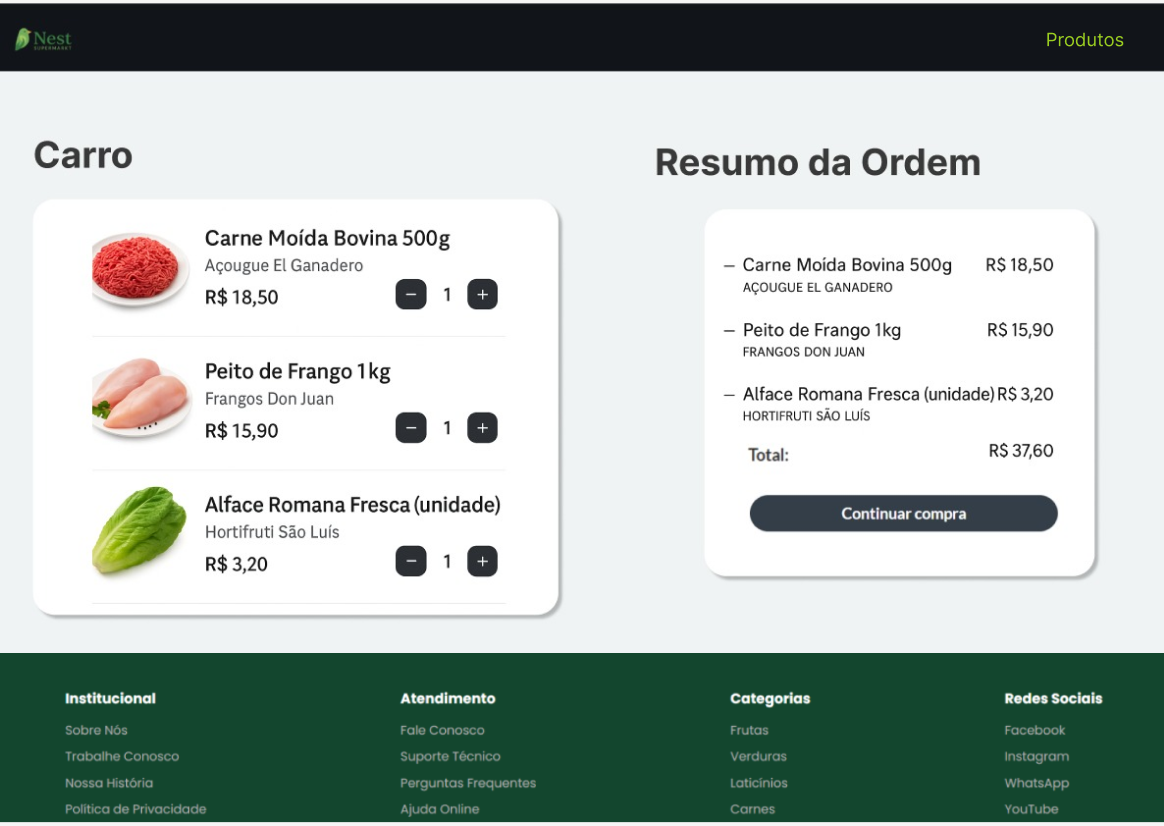 Nest
SUPERMARKT
Produtos
Carro
Carne Moída Bovina 500g
Açougue El Ganadero
R$ 18,50
− 1 +
Peito de Frango 1kg
Frangos Don Juan
R$ 15,90
− 1 +
Alface Romana Fresca (unidade)
Hortifruti São Luís
R$ 3,20
− 1 +
Resumo da Ordem
– Carne Moída Bovina 500g R$ 18,50
AÇOUGUE EL GANADERO
– Peito de Frango 1kg R$ 15,90
FRANGOS DON JUAN
– Alface Romana Fresca (unidade) R$ 3,20
HORTIFRUTI SÃO LUÍS
Total: R$ 37,60
Continuar compra
Institucional
Sobre Nós
Trabalhe Conosco
Nossa História
Política de Privacidade
Atendimento
Fale Conosco
Suporte Técnico
Perguntas Frequentes
Ajuda Online
Categorias
Frutas
Verduras
Laticínios
Carnes
Redes Sociais
Facebook
Instagram
WhatsApp
YouTube